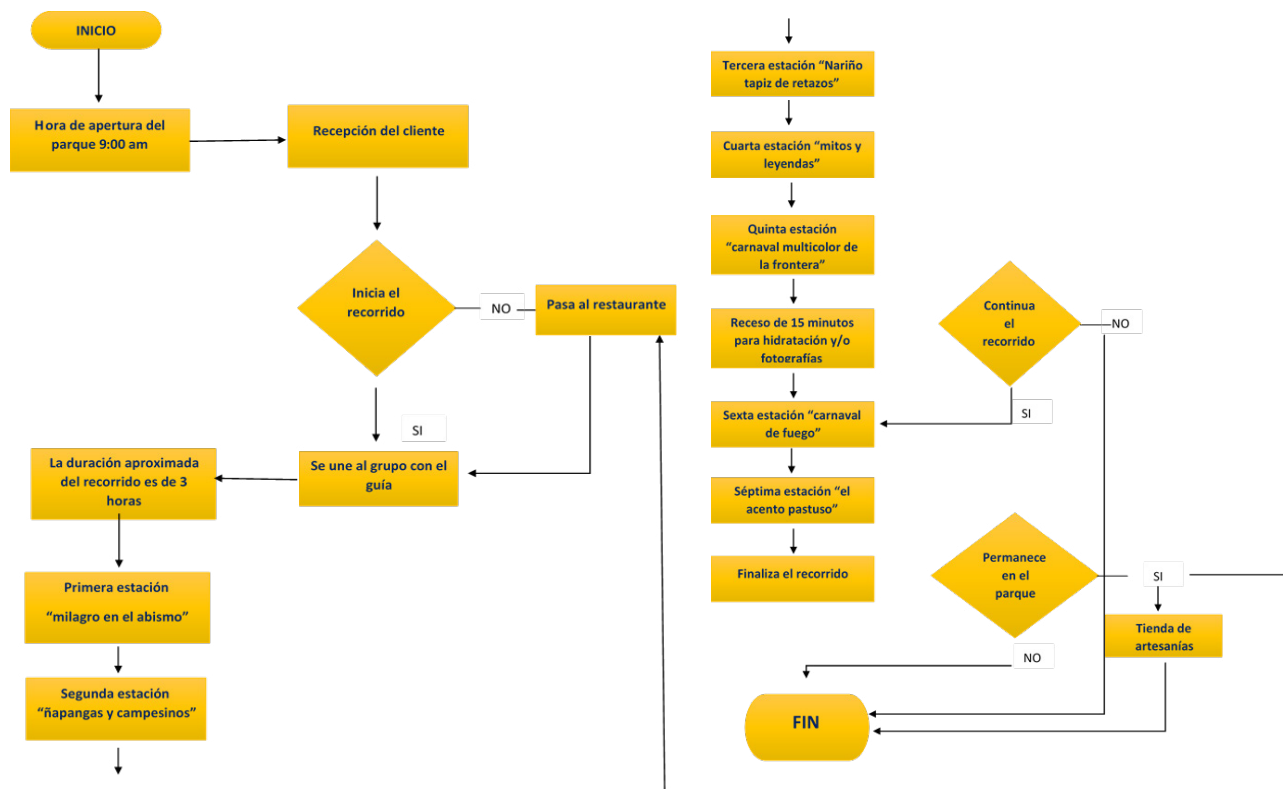 INICIO
Hora de apertura del
parque 9:00 am
Recepción del cliente
Inicia el
recorrido
NO
Pasa al restaurante
SI
Se une al grupo con el
guía
La duración aproximada
del recorrido es de 3
horas
Primera estación
“milagro en el abismo”
Segunda estación
“ñapangas y campesinos”
Tercera estación “Nariño
tapiz de retazos”
Cuarta estación “mitos y
leyendas”
Quinta estación
“carnaval multicolor de
la frontera”
Receso de 15 minutos
para hidratación y/o
fotografías
Continua
el
recorrido
NO
SI
Sexta estación “carnaval
de fuego”
Séptima estación “el
acento pastuso”
Finaliza el recorrido
Permanece
en el
parque
SI
Tienda de
artesanías
NO
FIN